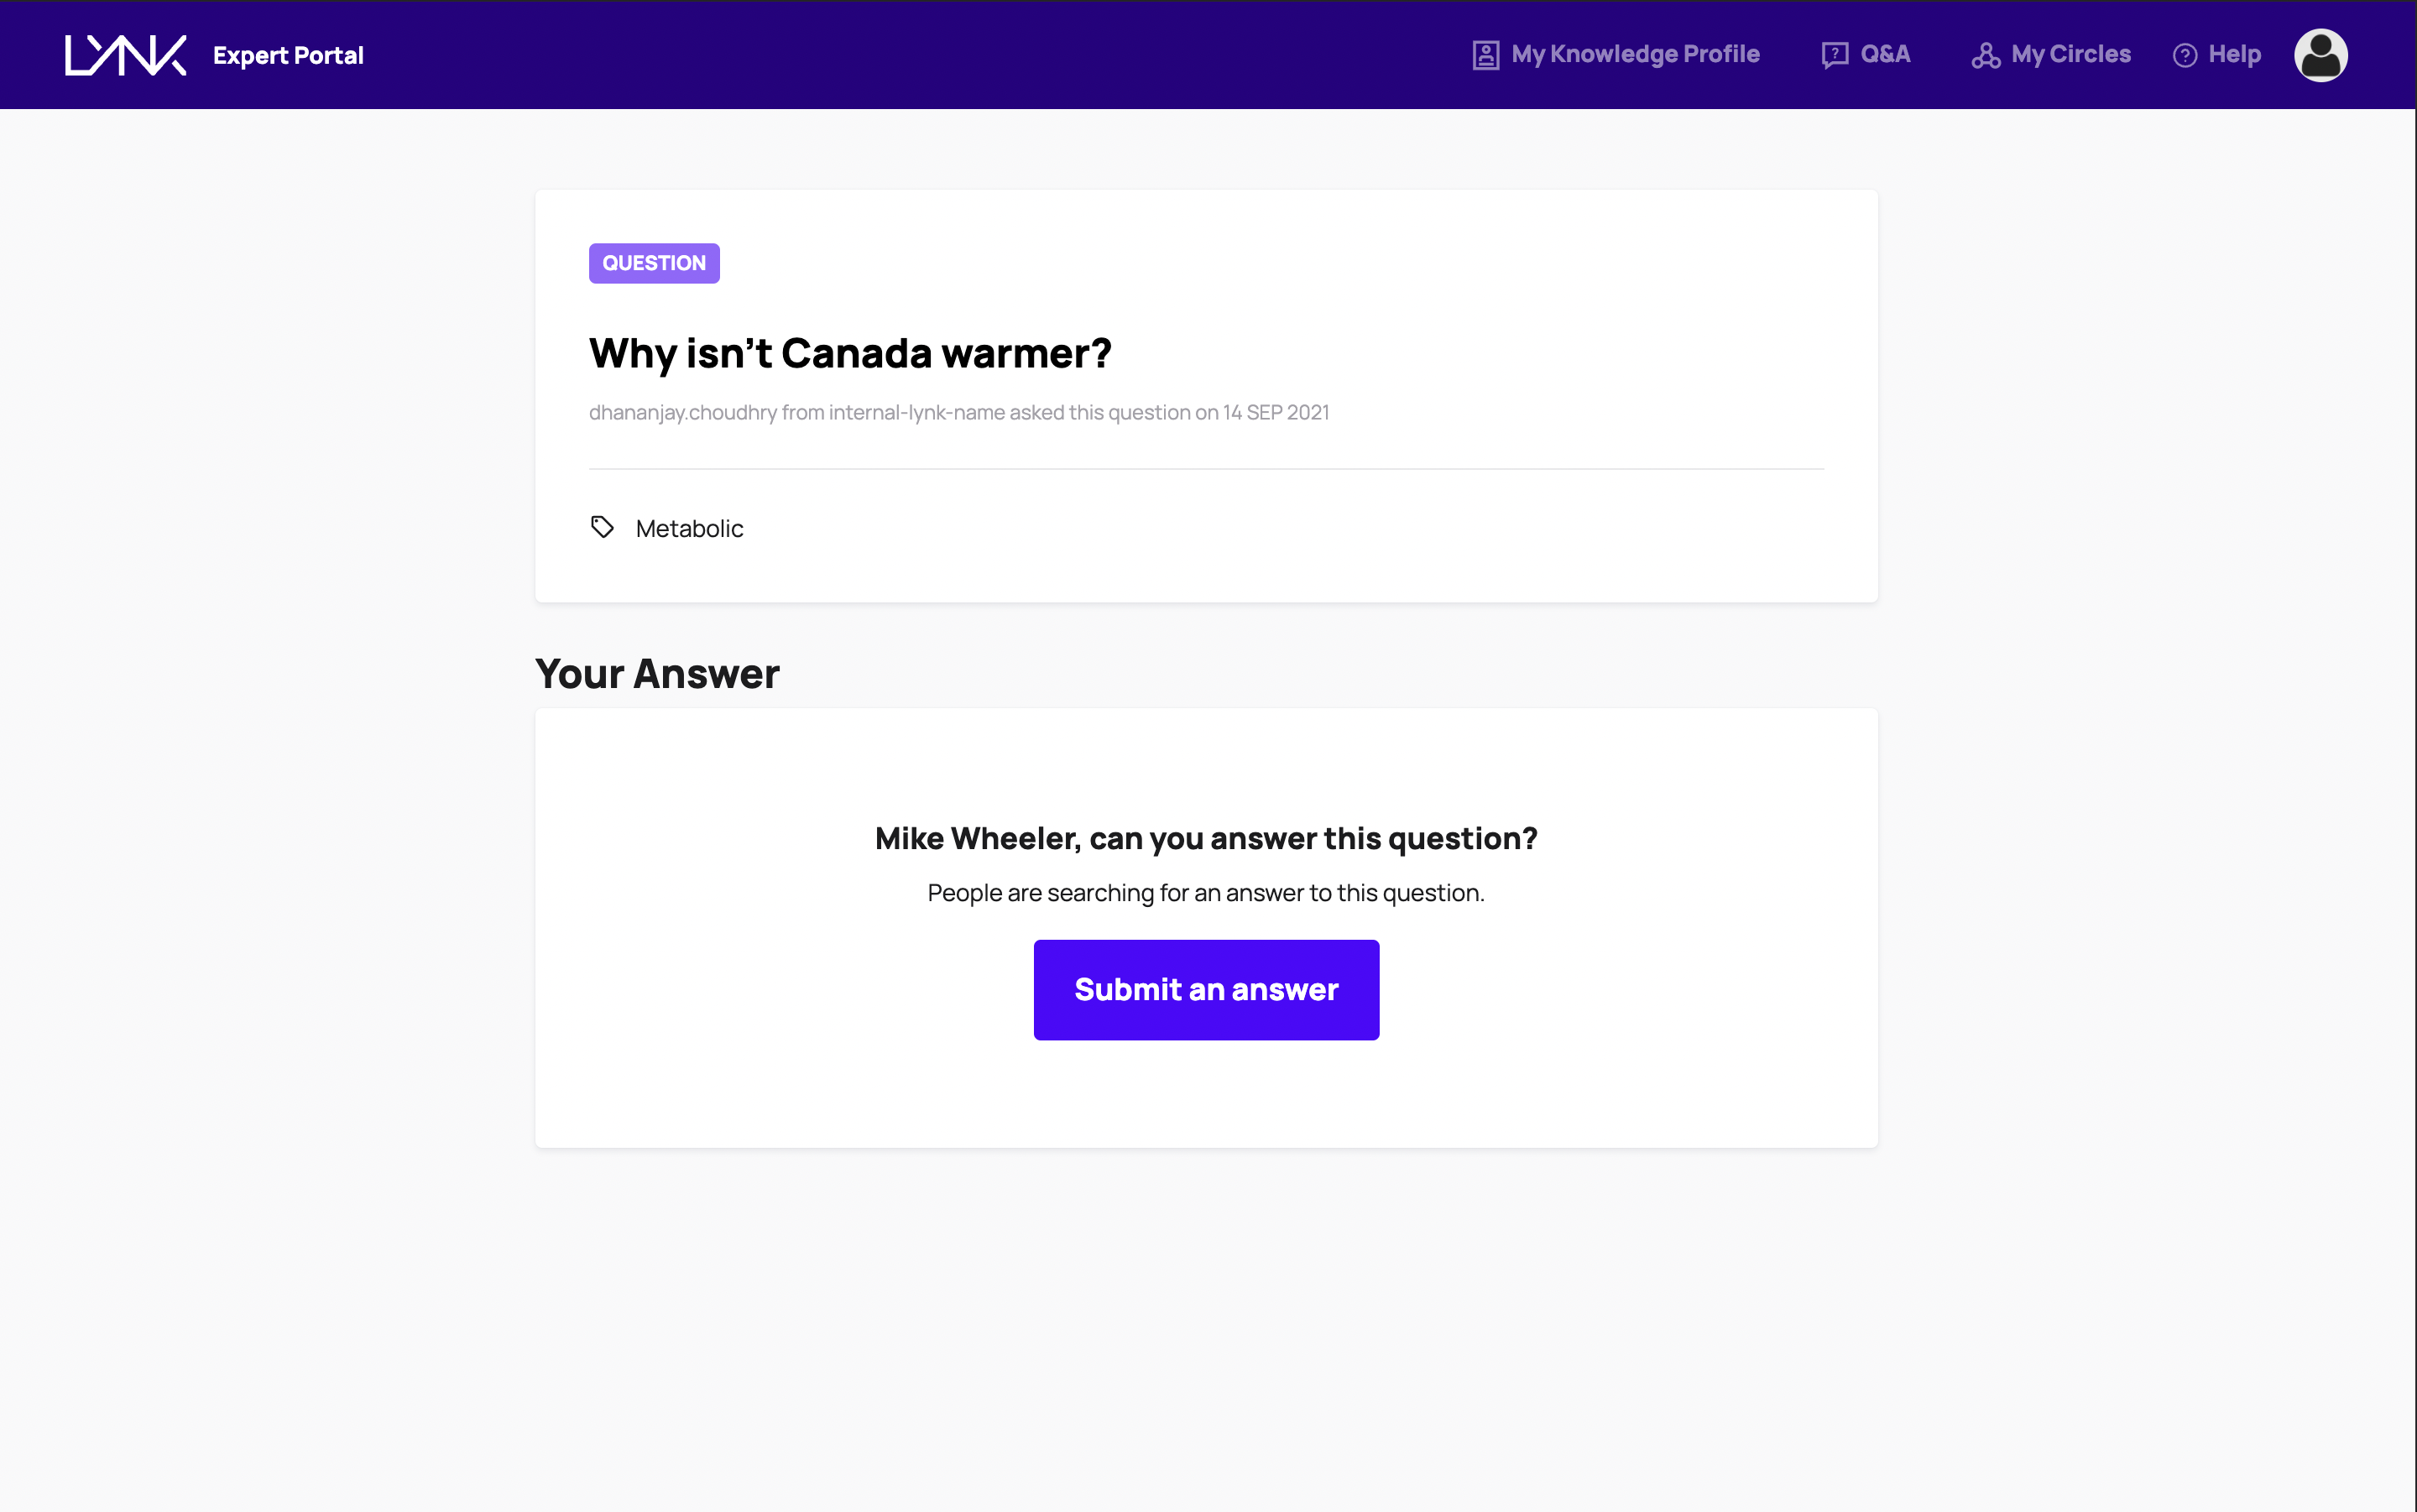 LYNK Expert Portal My Knowledge Profile Q&A My Circles Help
QUESTION
Why isn't Canada warmer?
dhananjay.choudhry from internal-lynk-name asked this question on 14 SEP 2021
Metabolic
Your Answer
Mike Wheeler, can you answer this question?
People are searching for an answer to this question.
Submit an answer